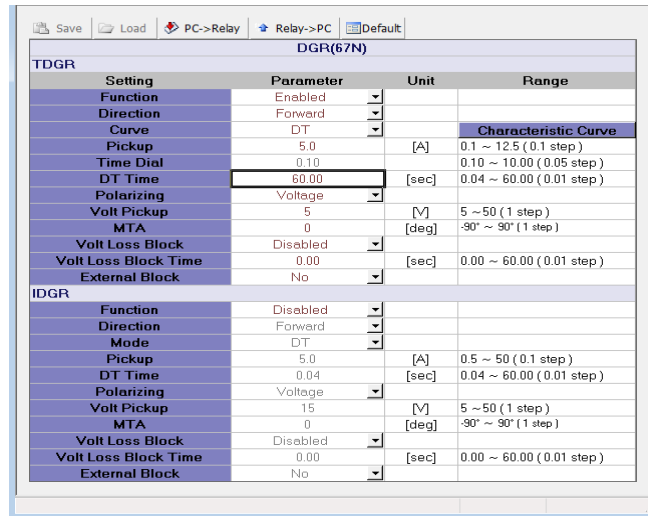 Save Load PC->Relay Relay->PC Default
DGR(67N)
TDGR
Setting Parameter Unit Range
Function Enabled
Direction Forward
Curve DT Characteristic Curve
Pickup 5.0 [A] 0.1 ~ 12.5 ( 0.1 step )
Time Dial 0.10 0.10 ~ 10.00 ( 0.05 step )
DT Time 60.00 [sec] 0.04 ~ 60.00 ( 0.01 step )
Polarizing Voltage
Volt Pickup 5 [V] 5 ~50 ( 1 step )
MTA 0 [deg] -90° ~ 90° ( 1 step )
Volt Loss Block Disabled
Volt Loss Block Time 0.00 [sec] 0.00 ~ 60.00 ( 0.01 step )
External Block No
IDGR
Function Disabled
Direction Forward
Mode DT
Pickup 5.0 [A] 0.5 ~ 50 ( 0.1 step )
DT Time 0.04 [sec] 0.04 ~ 60.00 ( 0.01 step )
Polarizing Voltage
Volt Pickup 15 [V] 5 ~50 ( 1 step )
MTA 0 [deg] -90° ~ 90° ( 1 step )
Volt Loss Block Disabled
Volt Loss Block Time 0.00 [sec] 0.00 ~ 60.00 ( 0.01 step )
External Block No